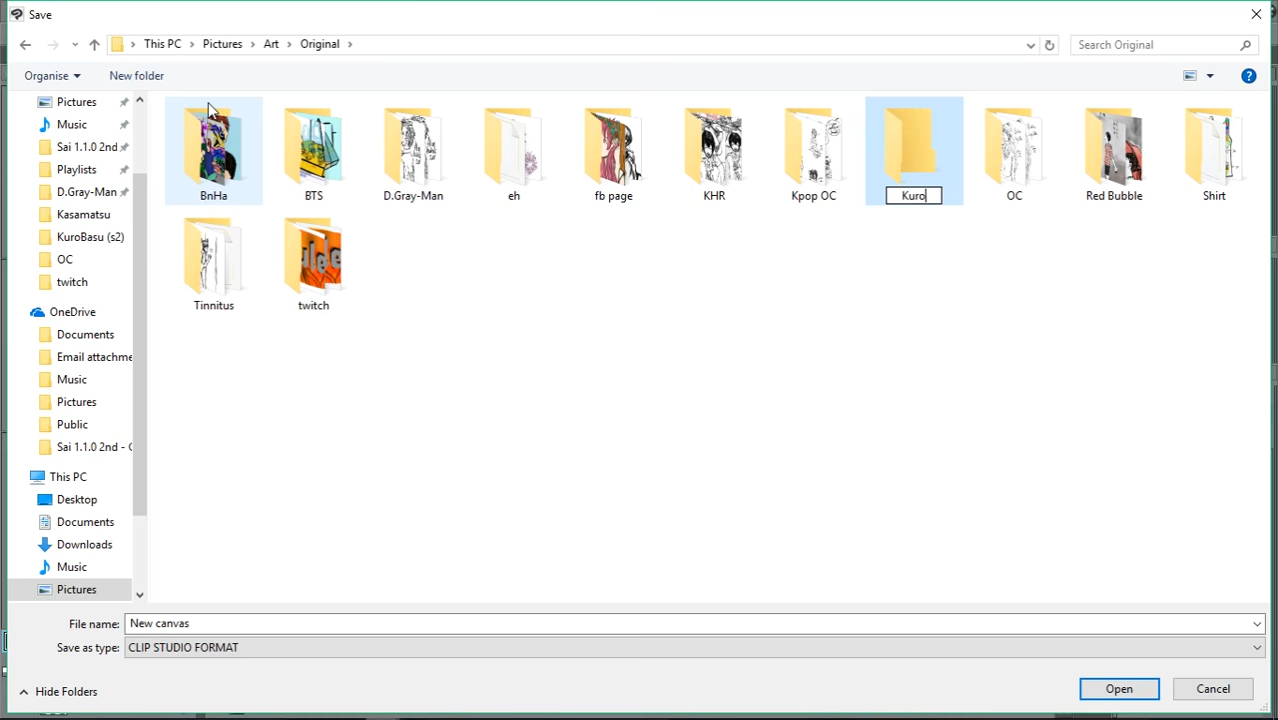 Save
This PC > Pictures > Art > Original >
Search Original
Organise
New folder
Pictures
Music
Sai 1.1.0 2nd
Playlists
D.Gray-Man
Kasamatsu
KuroBasu (s2)
OC
twitch
OneDrive
Documents
Email attachme
Music
Pictures
Public
Sai 1.1.0 2nd - C
This PC
Desktop
Documents
Downloads
Music
Pictures
BnHa
BTS
D.Gray-Man
eh
fb page
KHR
Kpop OC
Kuro
OC
Red Bubble
Shirt
Tinnitus
twitch
File name: New canvas
Save as type: CLIP STUDIO FORMAT
Hide Folders
Open
Cancel